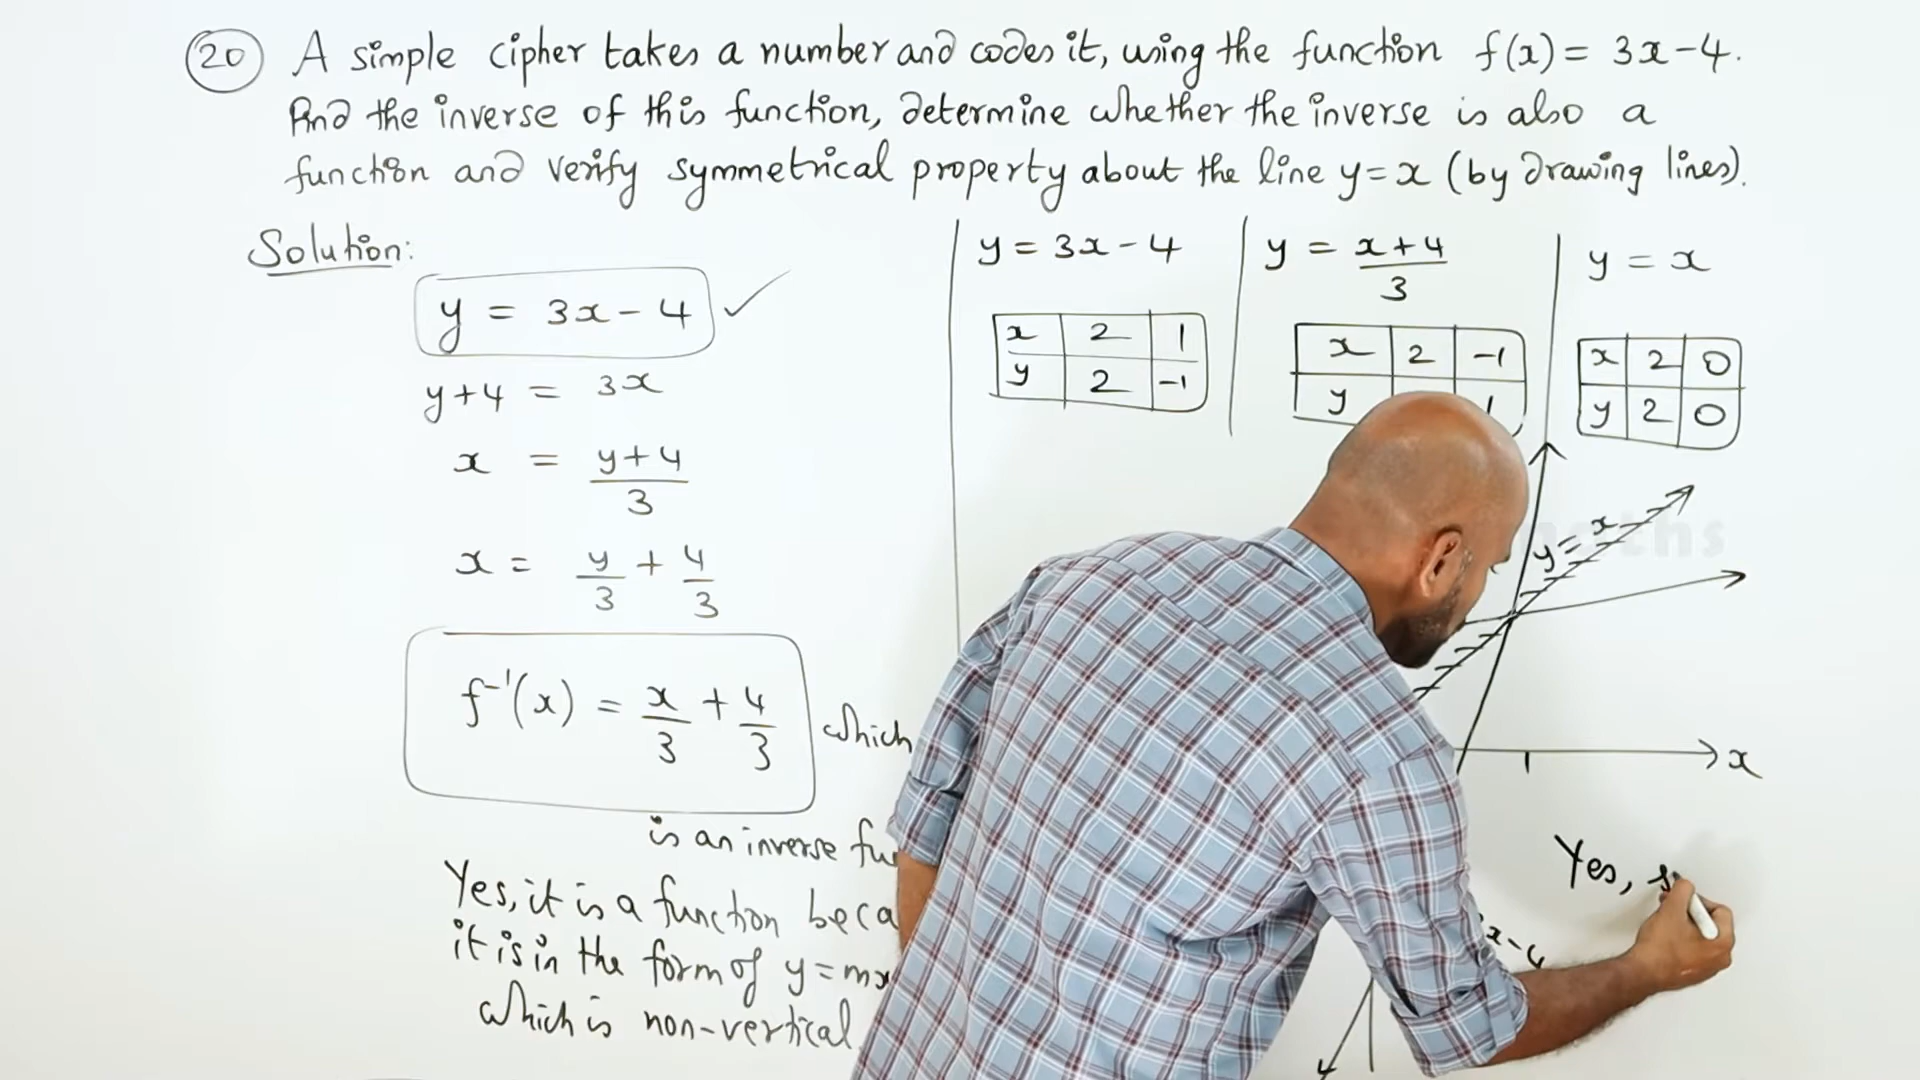 20 A simple cipher takes a number and codes it, using the function f(x) = 3x-4.
Find the inverse of this function, determine whether the inverse is also a
function and verify symmetrical property about the line y=x (by drawing lines).
Solution:
y = 3x - 4
y+4 = 3x
x = y+4/3
x = y/3 + 4/3
f⁻¹(x) = x/3 + 4/3 which
is an inverse fu
Yes, it is a function beca
it is in the form of y=mx
which is non-vertical
y = 3x - 4
x 2 1
y 2 -1
y = x+4/3
x 2 -1
y 1
y = x
x 2 0
y 2 0
y = x
x
1
x-4
Yes, s